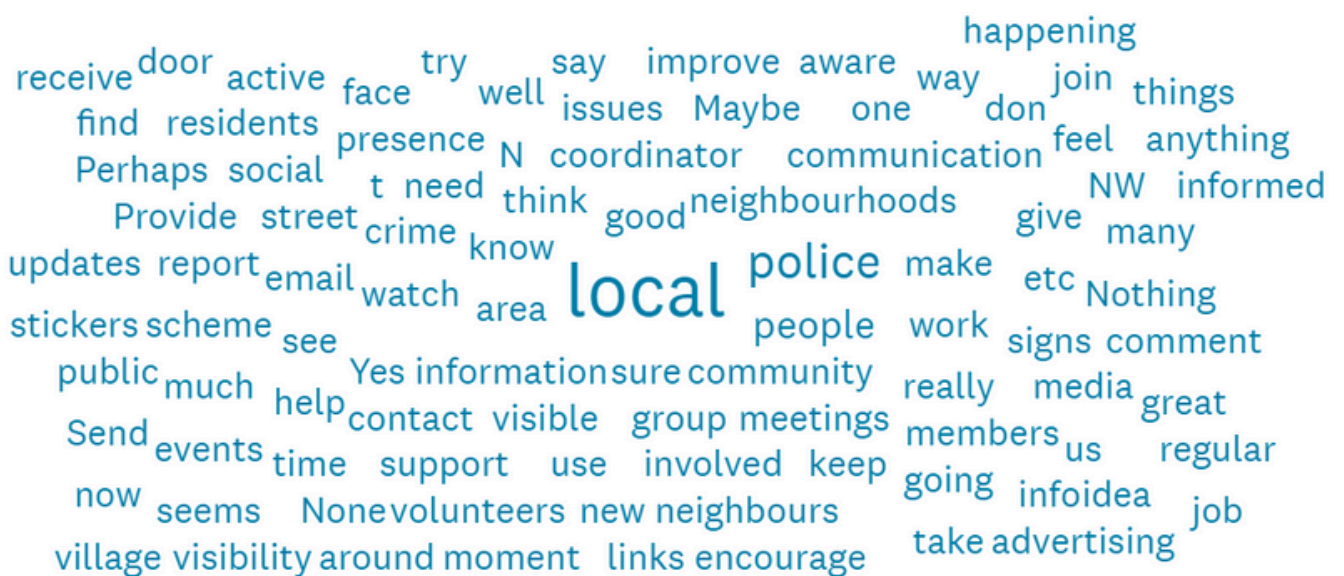 happening
receive door active try say improve aware way join things
face well issues Maybe one don
find residents presence N coordinator communication feel anything
Perhaps social t need think good neighbourhoods NW informed
Provide street crime know give many
updates report email watch area local police make etc Nothing
stickers scheme see people work signs comment
public much Yes information sure community really media great
help contact visible group meetings members us regular
Send events time support use involved keep going infoidea job
now seems None volunteers new neighbours take advertising
village visibility around moment links encourage